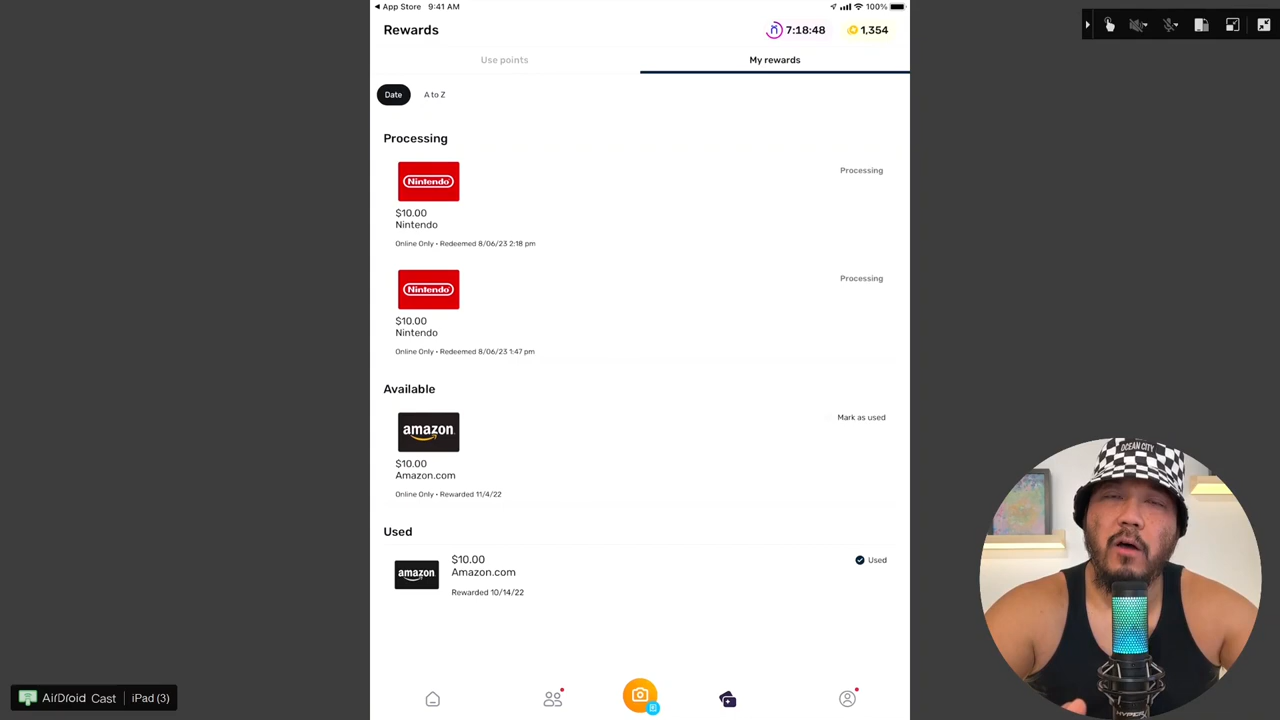 App Store 9:41 AM 100%
Rewards 7:18:48 1,354
Use points My rewards
Date A to Z
Processing
Nintendo Processing
$10.00
Nintendo
Online Only • Redeemed 8/06/23 2:18 pm
Nintendo Processing
$10.00
Nintendo
Online Only • Redeemed 8/06/23 1:47 pm
Available
amazon Mark as used
$10.00
Amazon.com
Online Only • Rewarded 11/4/22
Used
$10.00 Used
amazon Amazon.com
Rewarded 10/14/22
OCEAN CITY
HYPERX
AirDroid Cast | iPad (3)